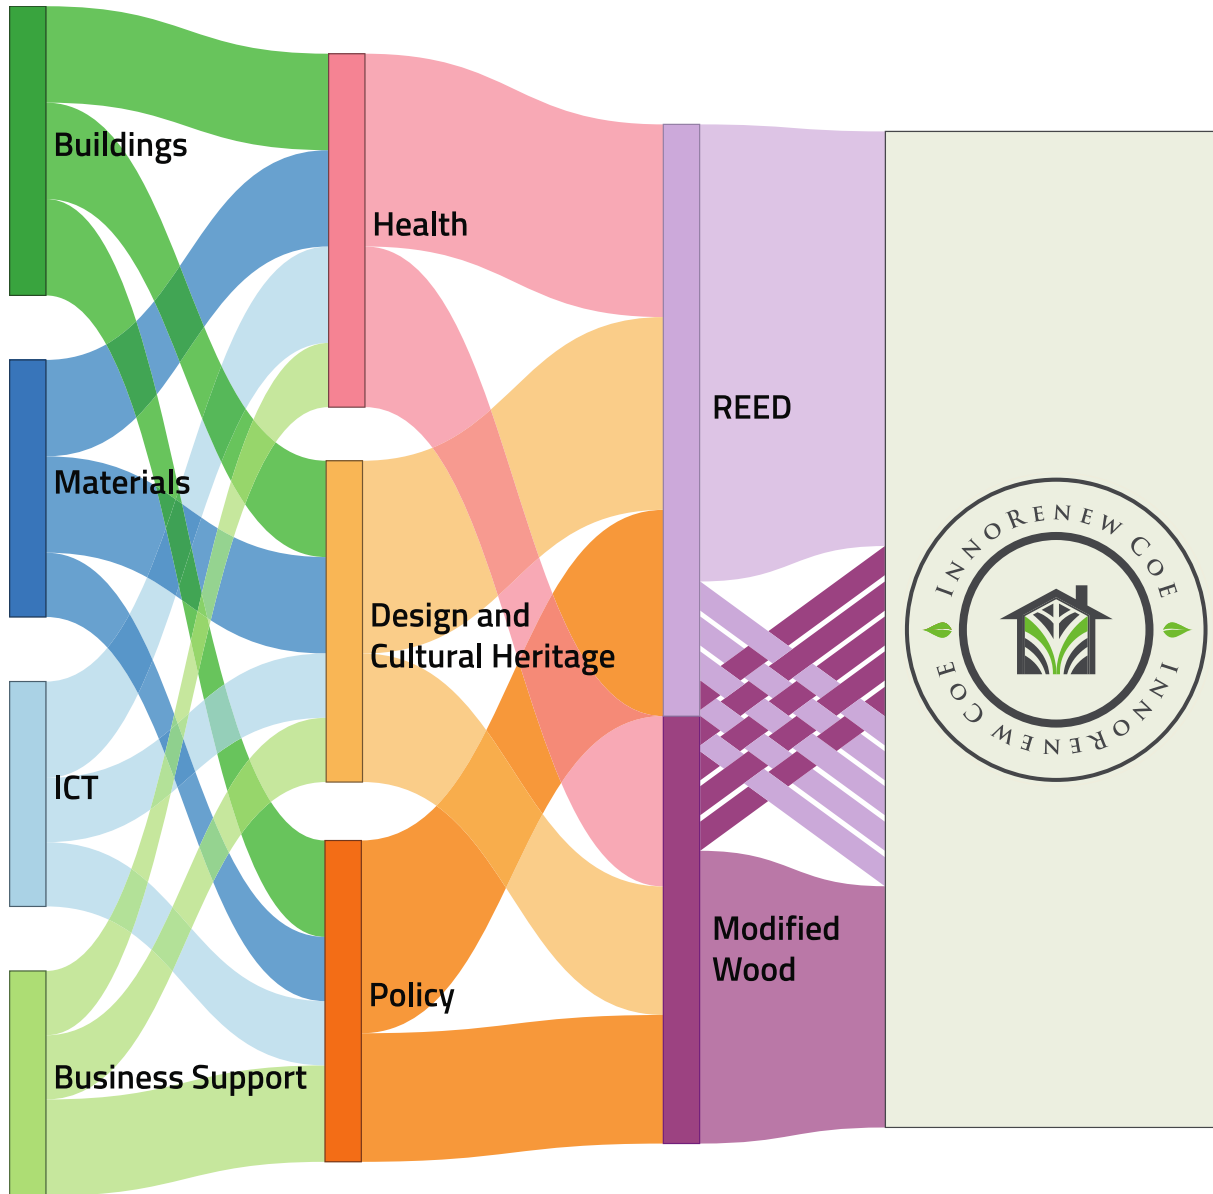 Buildings
Health
REED
Materials
Design and
Cultural Heritage
INNORENEW COE
INNORENEW COE
ICT
Modified
Wood
Policy
Business Support